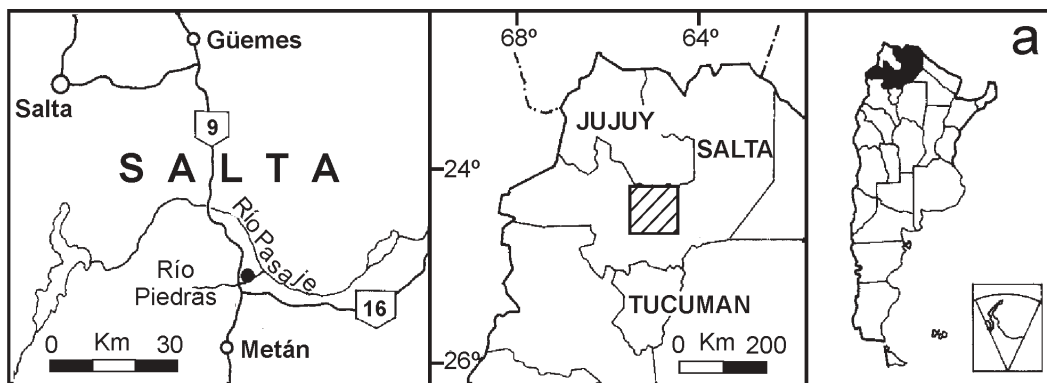 Güemes
Salta
9
SALTA
Río Pasaje
Río
Piedras
16
0 Km 30
Metán
68º 64º
JUJUY
SALTA
24º
TUCUMAN
0 Km 200
26º
a